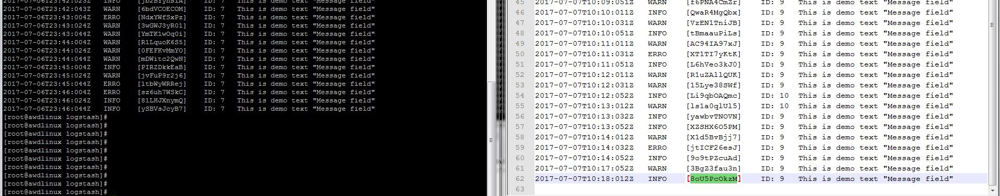 2017-07-06T23:42:023Z INFO [jb2BYyhsiA] ID: 7 This is demo text "Message field"
2017-07-06T23:42:043Z WARN [6bdVCOECOM] ID: 7 This is demo text "Message field"
2017-07-06T23:43:004Z ERRO [NdxYWfSxPz] ID: 7 This is demo text "Message field"
2017-07-06T23:43:024Z WARN [3wGWJ3yR01] ID: 7 This is demo text "Message field"
2017-07-06T23:43:044Z WARN [YmTK1wOq0i] ID: 7 This is demo text "Message field"
2017-07-06T23:44:004Z WARN [R1LquoK6S5] ID: 7 This is demo text "Message field"
2017-07-06T23:44:024Z WARN [0FEFKvMmYO] ID: 7 This is demo text "Message field"
2017-07-06T23:44:044Z WARN [mDWitc2QwN] ID: 7 This is demo text "Message field"
2017-07-06T23:45:004Z INFO [PIRZDkkEaB] ID: 7 This is demo text "Message field"
2017-07-06T23:45:024Z WARN [jvFuP9r2j6] ID: 7 This is demo text "Message field"
2017-07-06T23:45:044Z ERRO [ltbWyWRRej] ID: 7 This is demo text "Message field"
2017-07-06T23:46:004Z ERRO [sz6uh7WSkC] ID: 7 This is demo text "Message field"
2017-07-06T23:46:024Z INFO [81LHJXnymQ] ID: 7 This is demo text "Message field"
2017-07-06T23:46:044Z INFO [ySBVsJcyB7] ID: 7 This is demo text "Message field"
[root@awdlinux logstash]#
[root@awdlinux logstash]#
[root@awdlinux logstash]#
[root@awdlinux logstash]#
[root@awdlinux logstash]#
[root@awdlinux logstash]#
[root@awdlinux logstash]#
[root@awdlinux logstash]#
[root@awdlinux logstash]#
[root@awdlinux logstash]#
45 2017-07-07T10:09:051Z WARN [f6PNA4CmZr] ID: 9 This is demo text "Message field"
46 2017-07-07T10:10:011Z INFO [QwaR4MgQbx] ID: 9 This is demo text "Message field"
47 2017-07-07T10:10:031Z WARN [VzEN1TniJB] ID: 9 This is demo text "Message field"
48 2017-07-07T10:10:051Z INFO [tBmaauPiLs] ID: 9 This is demo text "Message field"
49 2017-07-07T10:11:011Z WARN [AC94IA97xJ] ID: 9 This is demo text "Message field"
50 2017-07-07T10:11:031Z ERRO [XT1TI7yKtK] ID: 9 This is demo text "Message field"
51 2017-07-07T10:11:051Z INFO [L6hVeo3kJ0] ID: 9 This is demo text "Message field"
52 2017-07-07T10:12:011Z WARN [R1uZAllQUK] ID: 9 This is demo text "Message field"
53 2017-07-07T10:12:031Z WARN [15Lye38SWf] ID: 9 This is demo text "Message field"
54 2017-07-07T10:12:052Z INFO [Li9qbOAQmc] ID: 10 This is demo text "Message field"
55 2017-07-07T10:13:012Z WARN [ls1a0qlUl5] ID: 10 This is demo text "Message field"
56 2017-07-07T10:13:032Z INFO [yawbvTNOVN] ID: 9 This is demo text "Message field"
57 2017-07-07T10:13:052Z INFO [XZSHX6O5PM] ID: 9 This is demo text "Message field"
58 2017-07-07T10:14:012Z WARN [X1d5BvBjj7] ID: 9 This is demo text "Message field"
59 2017-07-07T10:14:032Z ERRO [jtICF26esJ] ID: 9 This is demo text "Message field"
60 2017-07-07T10:14:052Z INFO [9o9tPZcuAd] ID: 9 This is demo text "Message field"
61 2017-07-07T10:17:052Z WARN [3BgZ3fau3n] ID: 9 This is demo text "Message field"
62 2017-07-07T10:18:012Z INFO [8oU5PcOkzM] ID: 9 This is demo text "Message field"
63